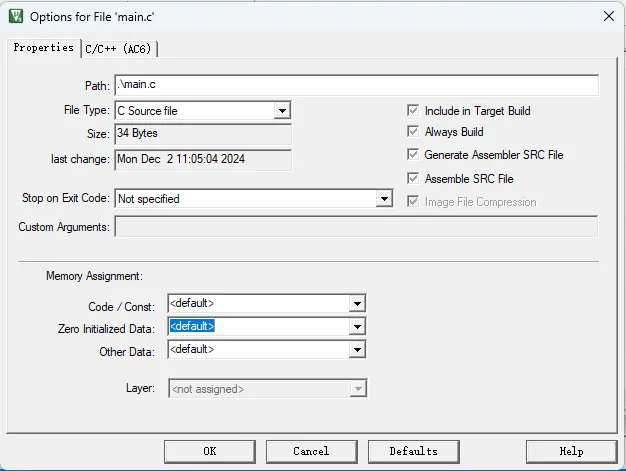 Options for File 'main.c'
Properties C/C++ (AC6)
Path: .\main.c
File Type: C Source file Include in Target Build
Size: 34 Bytes Always Build
last change: Mon Dec 2 11:05:04 2024 Generate Assembler SRC File
Assemble SRC File
Stop on Exit Code: Not specified Image File Compression
Custom Arguments:
Memory Assignment:
Code / Const: <default>
Zero Initialized Data: <default>
Other Data: <default>
Layer: <not assigned>
OK Cancel Defaults Help